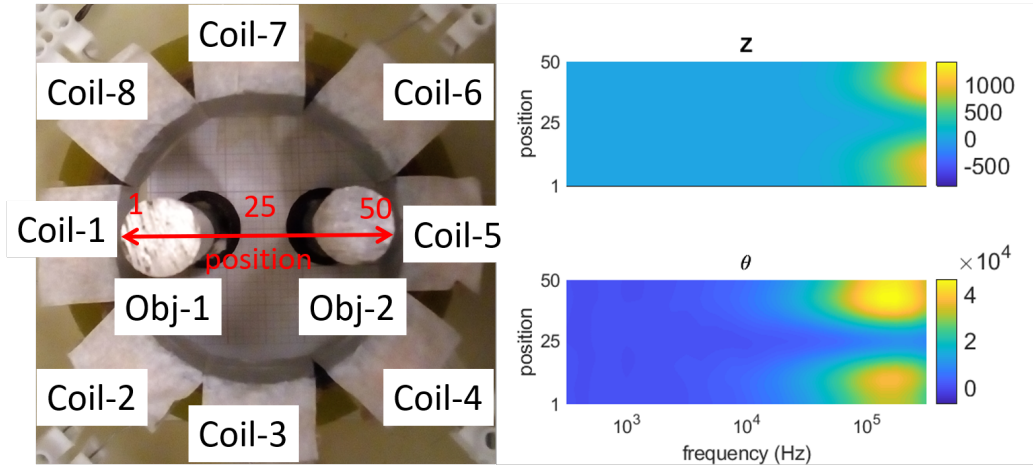 Coil-7
Coil-8
Coil-6
1
25
50
Coil-1
Coil-5
position
Obj-1
Obj-2
Coil-2
Coil-4
Coil-3
Z
50
25
1
position
1000
500
0
-500
θ
×10⁴
50
25
1
position
4
2
0
10³
10⁴
10⁵
frequency (Hz)